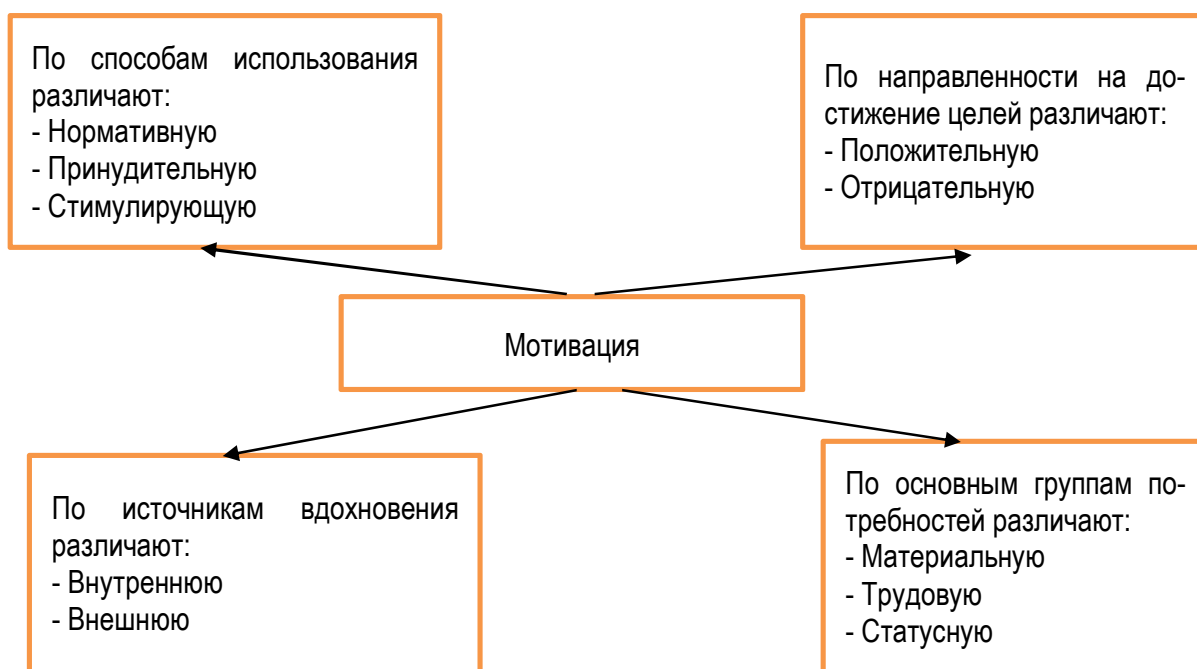 По способам использования
различают:
- Нормативную
- Принудительную
- Стимулирующую
По направленности на до-
стижение целей различают:
- Положительную
- Отрицательную
Мотивация
По источникам вдохновения
различают:
- Внутреннюю
- Внешнюю
По основным группам по-
требностей различают:
- Материальную
- Трудовую
- Статусную